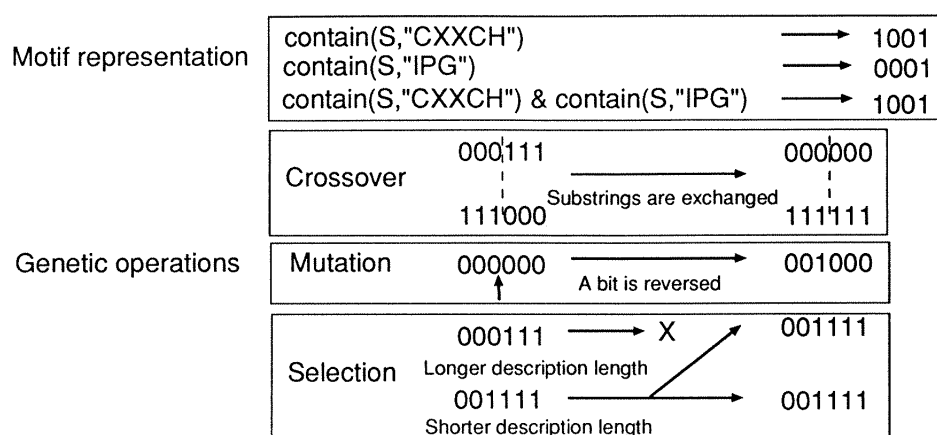 Motif representation
contain(S,"CXXCH") 1001
contain(S,"IPG") 0001
contain(S,"CXXCH") & contain(S,"IPG") 1001
Genetic operations
Crossover
000111 000000
Substrings are exchanged
111000 111111
Mutation
000000 001000
A bit is reversed
Selection
000111 X 001111
Longer description length
001111 001111
Shorter description length